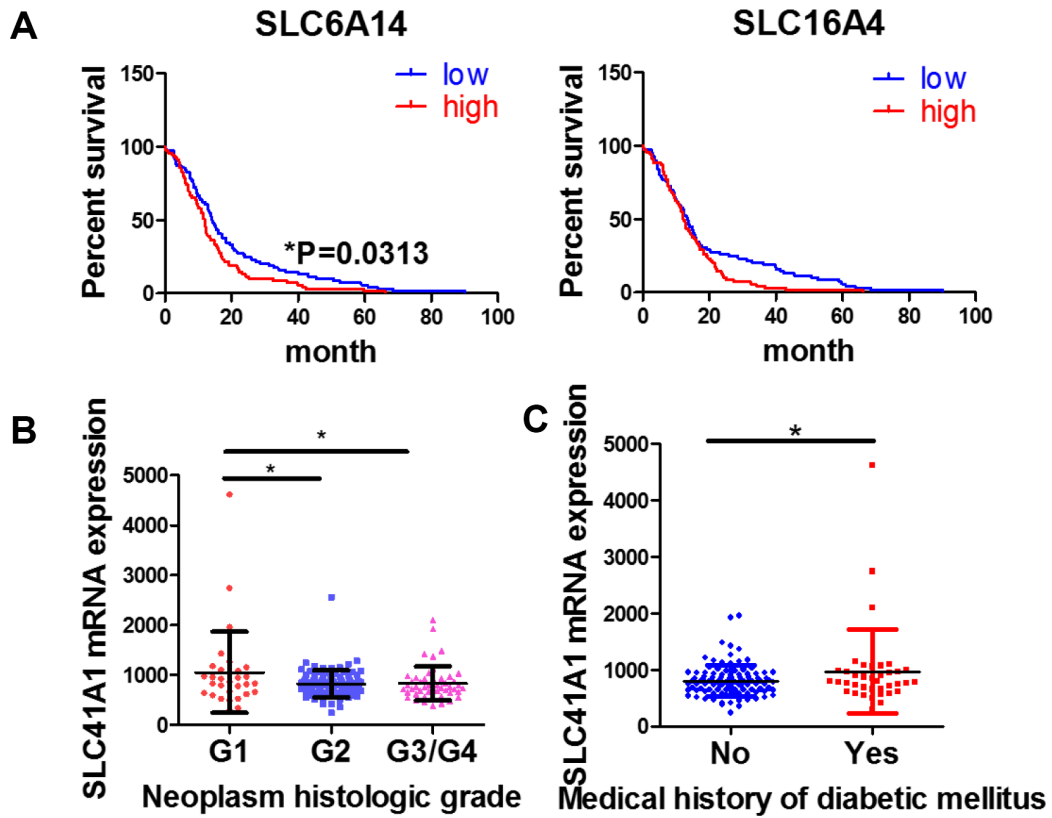 A
SLC6A14
Percent survival
150
100
50
0
low
high
*P=0.0313
0 20 40 60 80 100
month
SLC16A4
Percent survival
150
100
50
0
low
high
0 20 40 60 80 100
month
B
SLC41A1 mRNA expression
5000
4000
3000
2000
1000
0
*
*
G1 G2 G3/G4
Neoplasm histologic grade
C
SLC41A1 mRNA expression
5000
4000
3000
2000
1000
0
*
No Yes
Medical history of diabetic mellitus